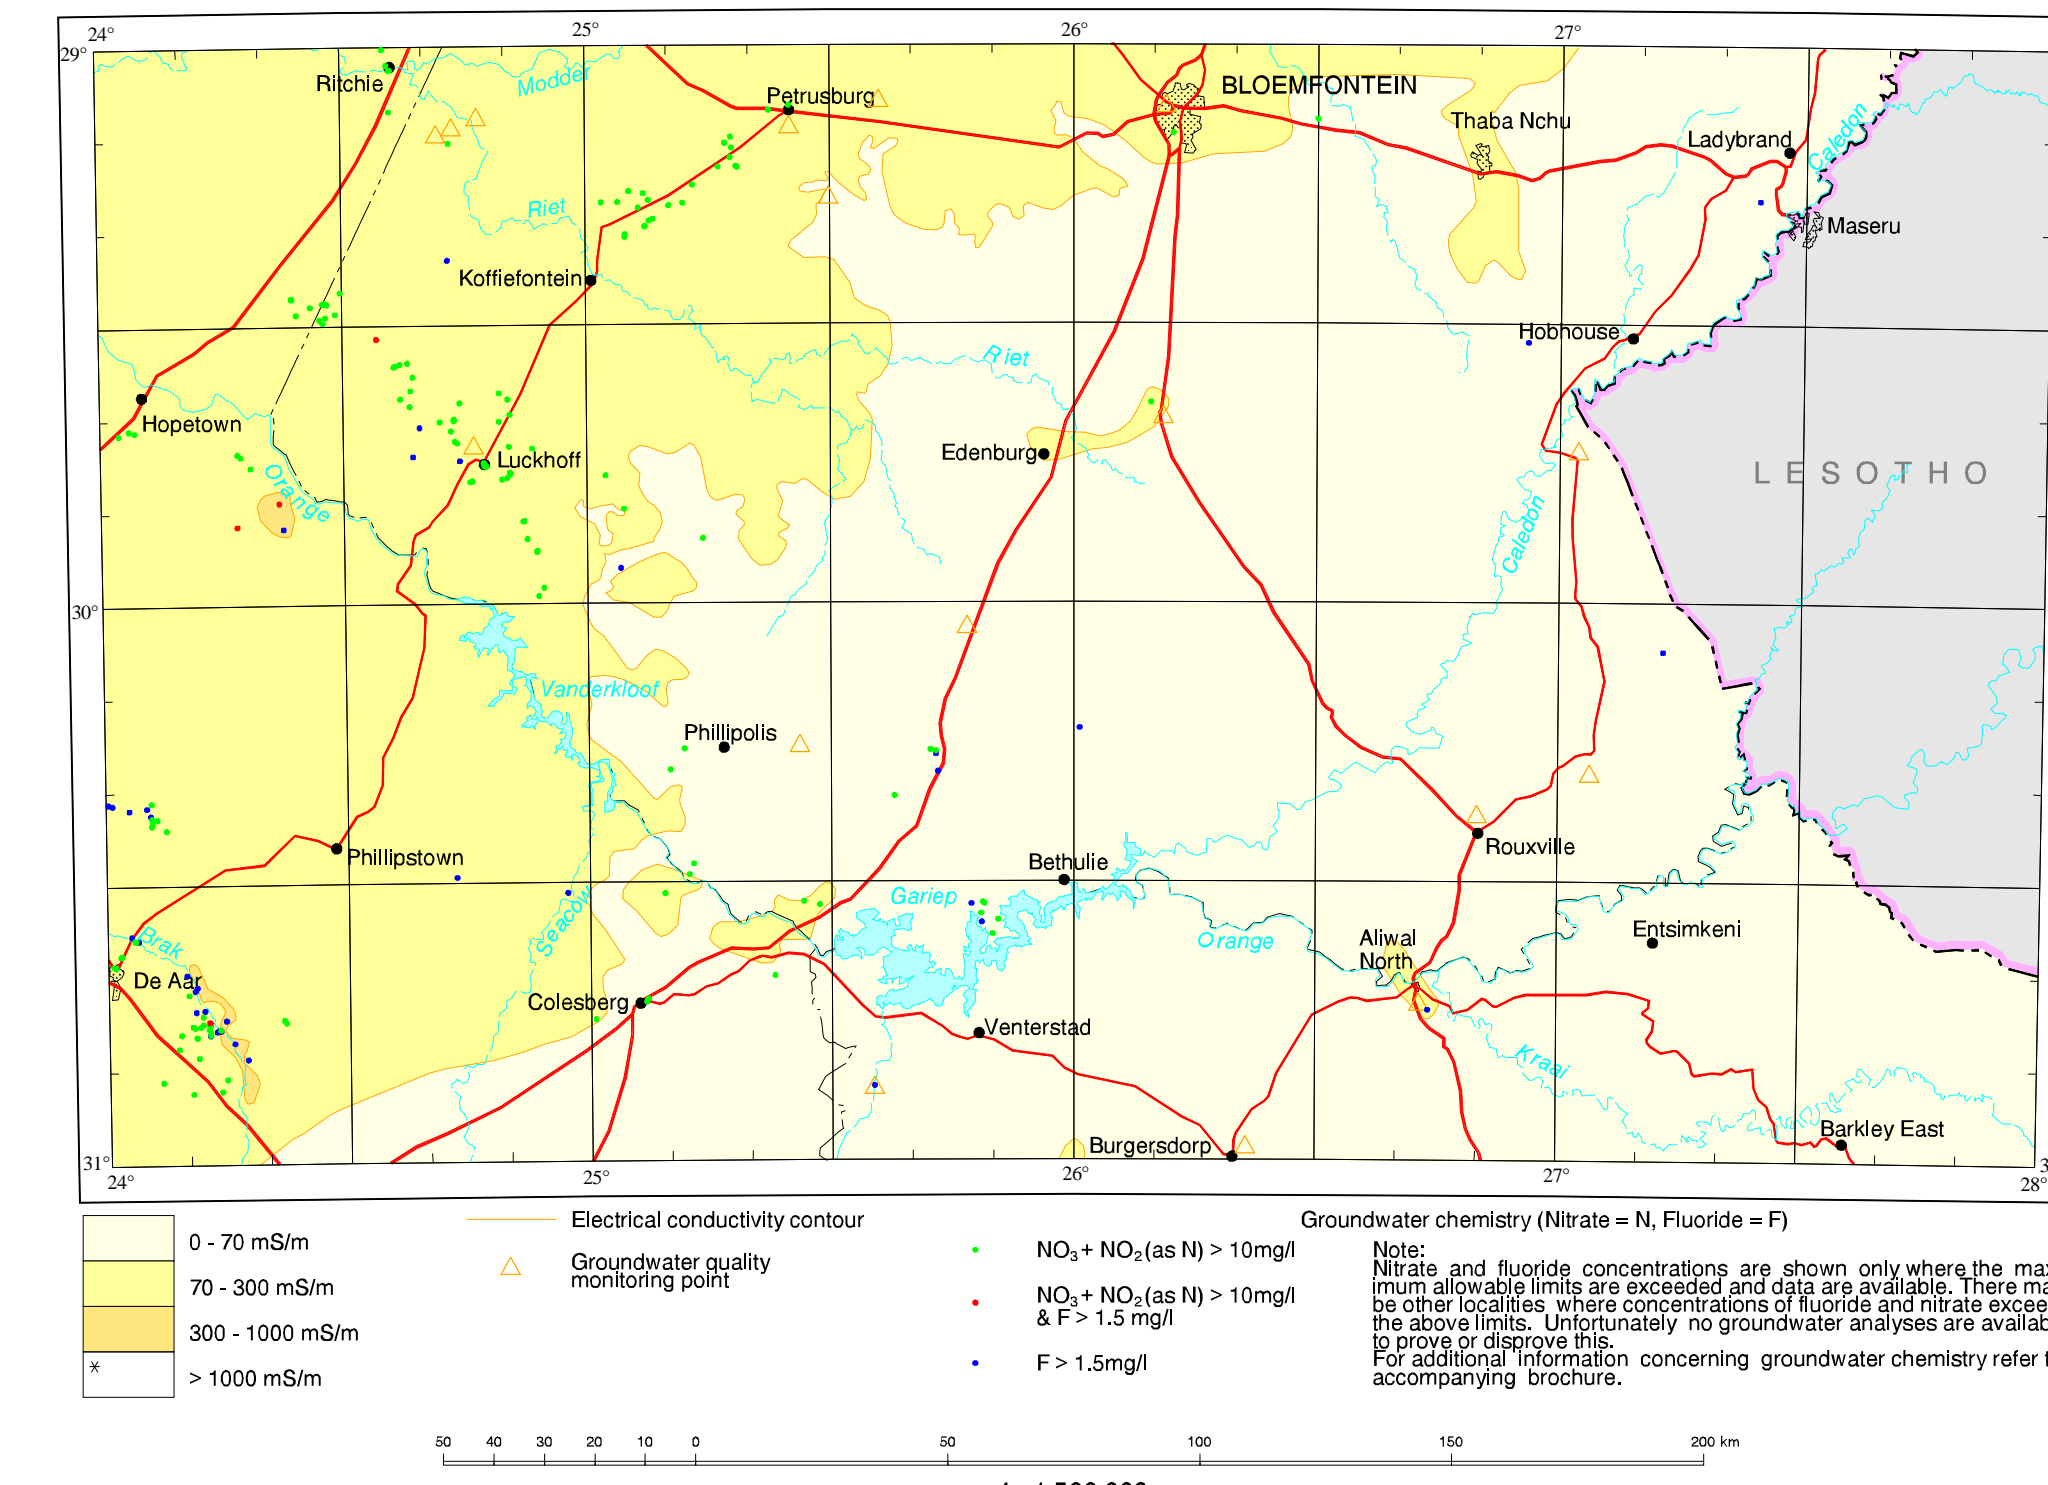 24°
25°
26°
27°
29°
Ritchie
Modder
Petrusburg
BLOEMFONTEIN
Thaba Nchu
Ladybrand
Caledon
Riet
Maseru
Koffiefontein
Hobhouse
Riet
Hopetown
Edenburg
Luckhoff
LESOTHO
Orange
Caledon
30°
Vanderkloof
Phillipolis
Phillipstown
Rouxville
Bethulie
Gariep
Seacow
Brak
Orange
Aliwal
North
Entsimkeni
De Aar
Colesberg
Venterstad
Kraai
Burgersdorp
Barkley East
31°
3
24°
25°
26°
27°
28°
0 - 70 mS/m
70 - 300 mS/m
300 - 1000 mS/m
*
> 1000 mS/m
Electrical conductivity contour
Groundwater quality
monitoring point
Groundwater chemistry (Nitrate = N, Fluoride = F)
NO₃ + NO₂ (as N) > 10mg/l
NO₃ + NO₂ (as N) > 10mg/l
& F > 1.5 mg/l
F > 1.5mg/l
Note:
Nitrate and fluoride concentrations are shown only where the max
imum allowable limits are exceeded and data are available. There ma
be other localities where concentrations of fluoride and nitrate excee
the above limits. Unfortunately no groundwater analyses are availab
to prove or disprove this.
For additional information concerning groundwater chemistry refer t
accompanying brochure.
50 40 30 20 10 0 50 100 150 200 km